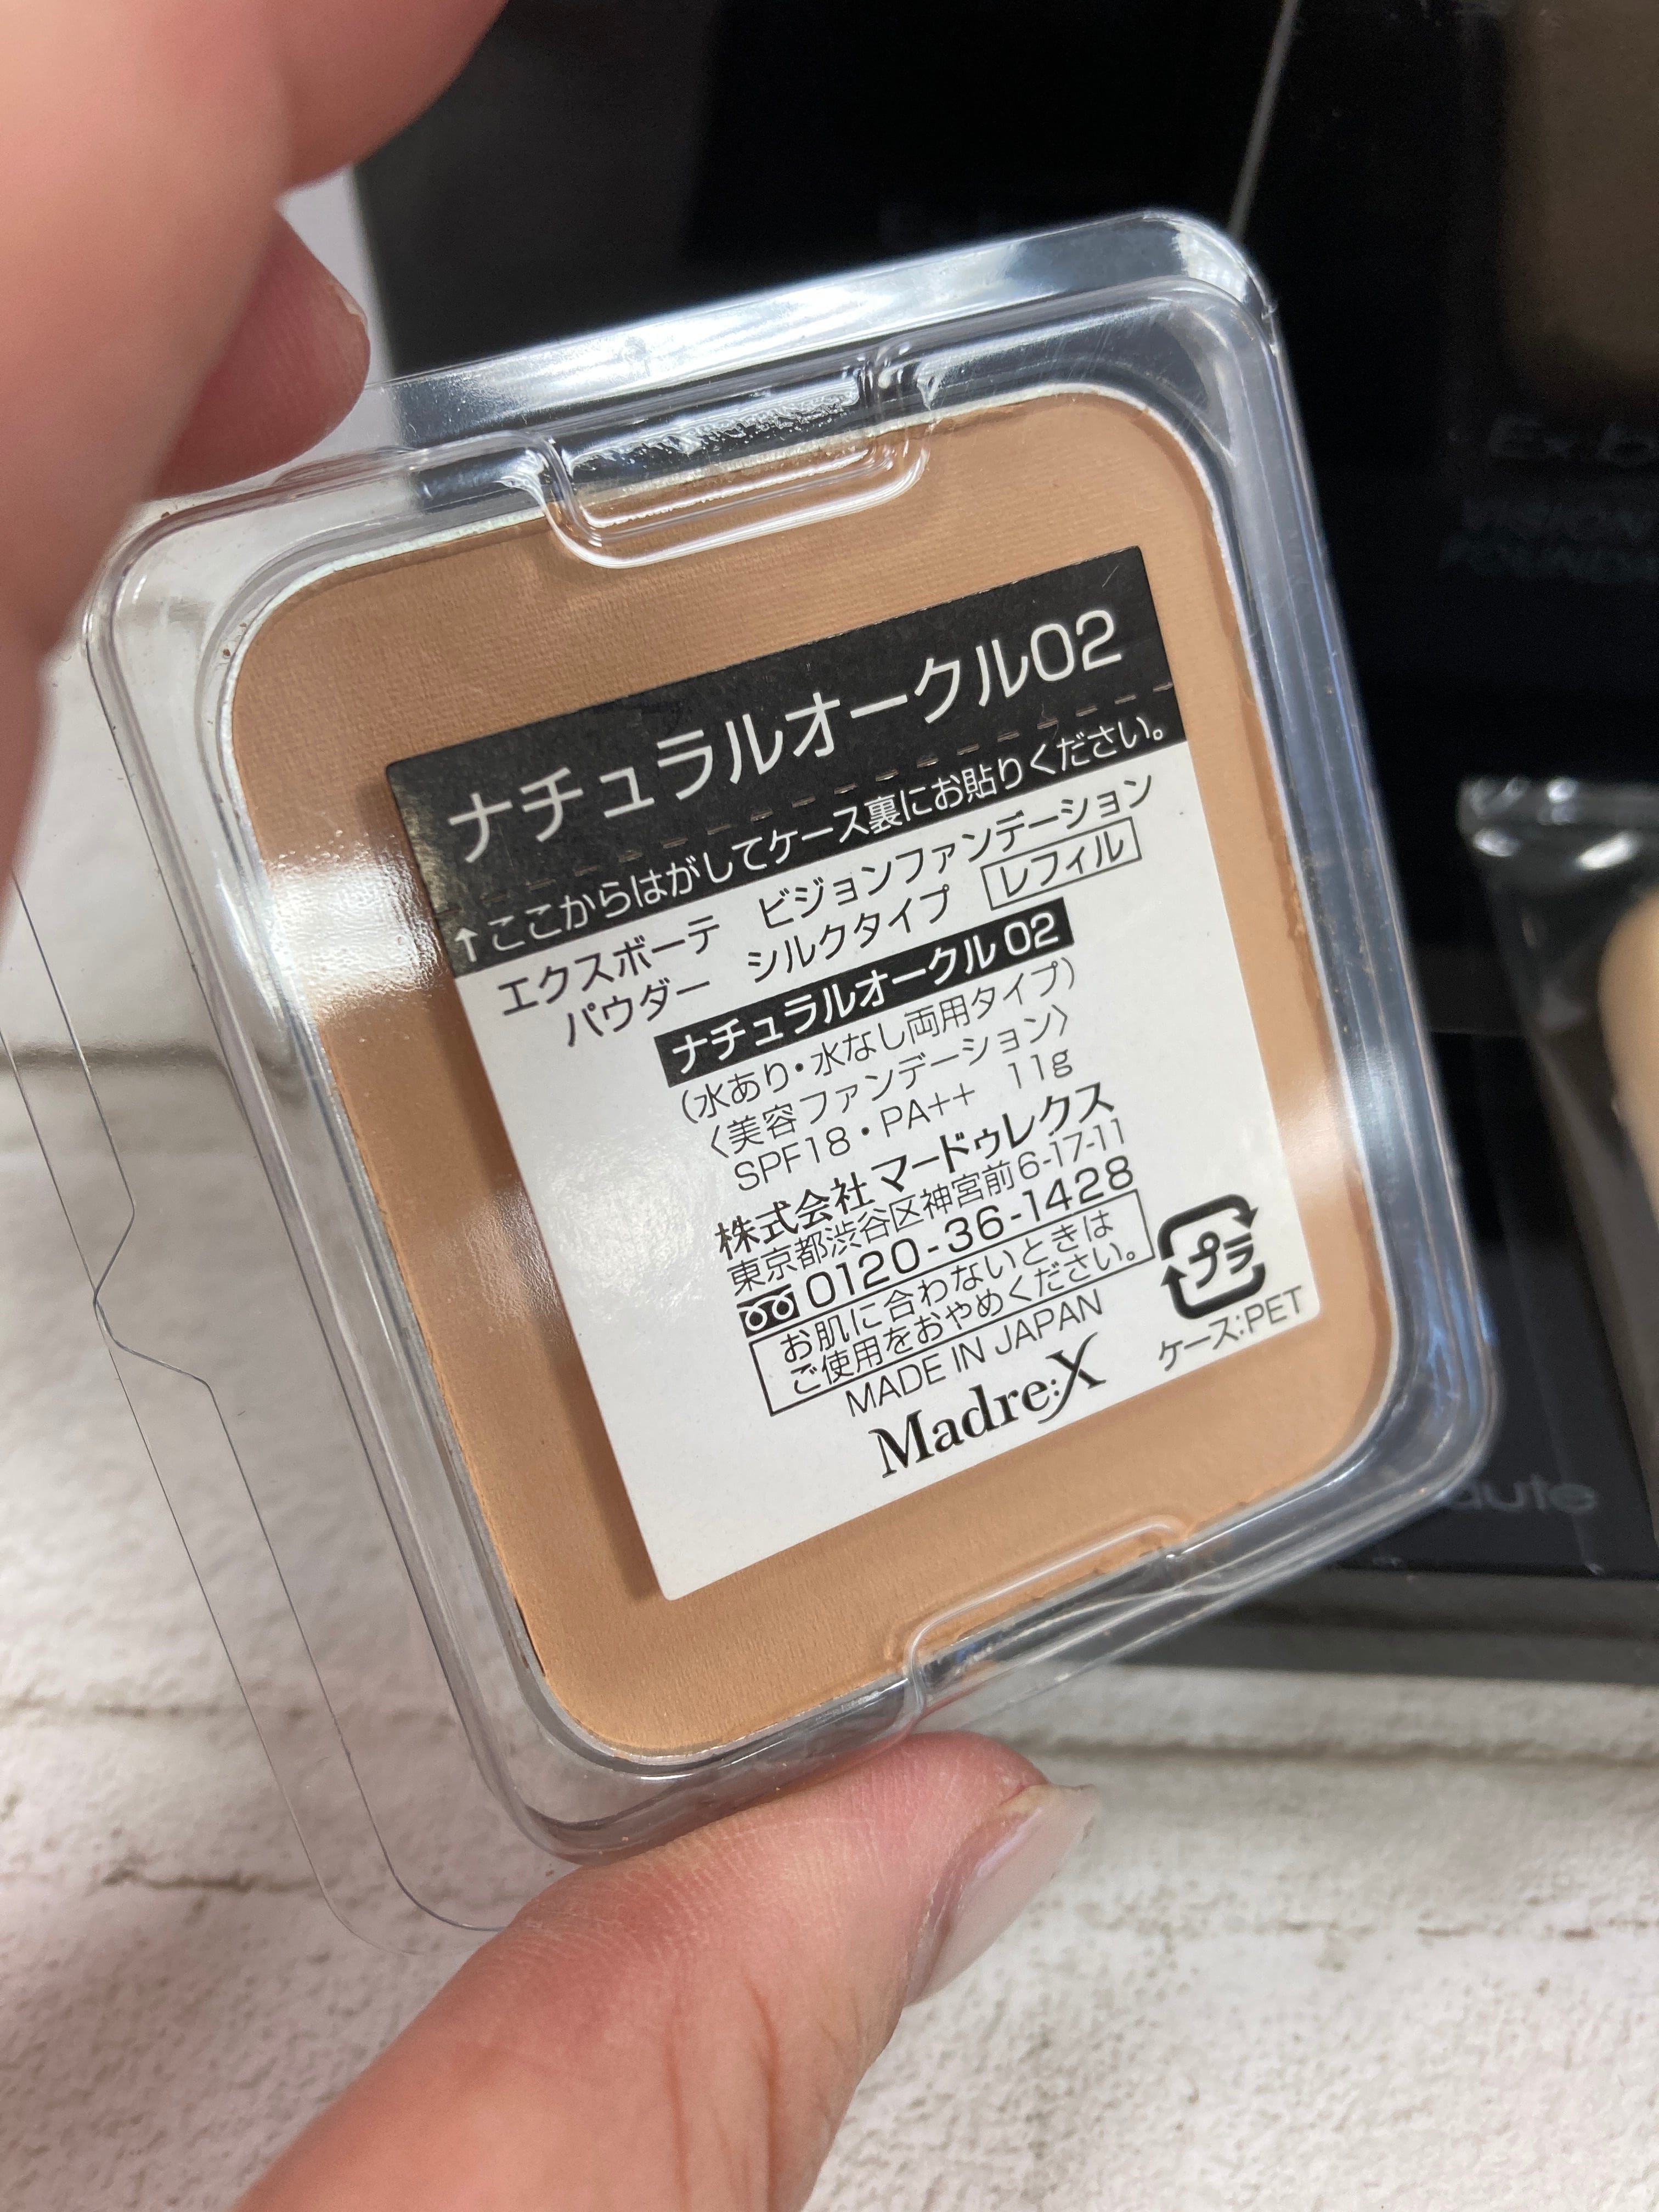 ナチュラルオークル02
↑ここからはがしてケース裏にお貼りください。
エクスボーテ ビジョンファンデーション
パウダー シルクタイプ レフィル
ナチュラルオークル02
(水あり・水なし両用タイプ)
〈美容ファンデーション〉
SPF18・PA++ 11g
株式会社マードゥレクス
東京都渋谷区神宮前6-17-11
0120-36-1428
お肌に合わないときは
ご使用をおやめください。
MADE IN JAPAN
Madre:X
プラ
ケース:PET